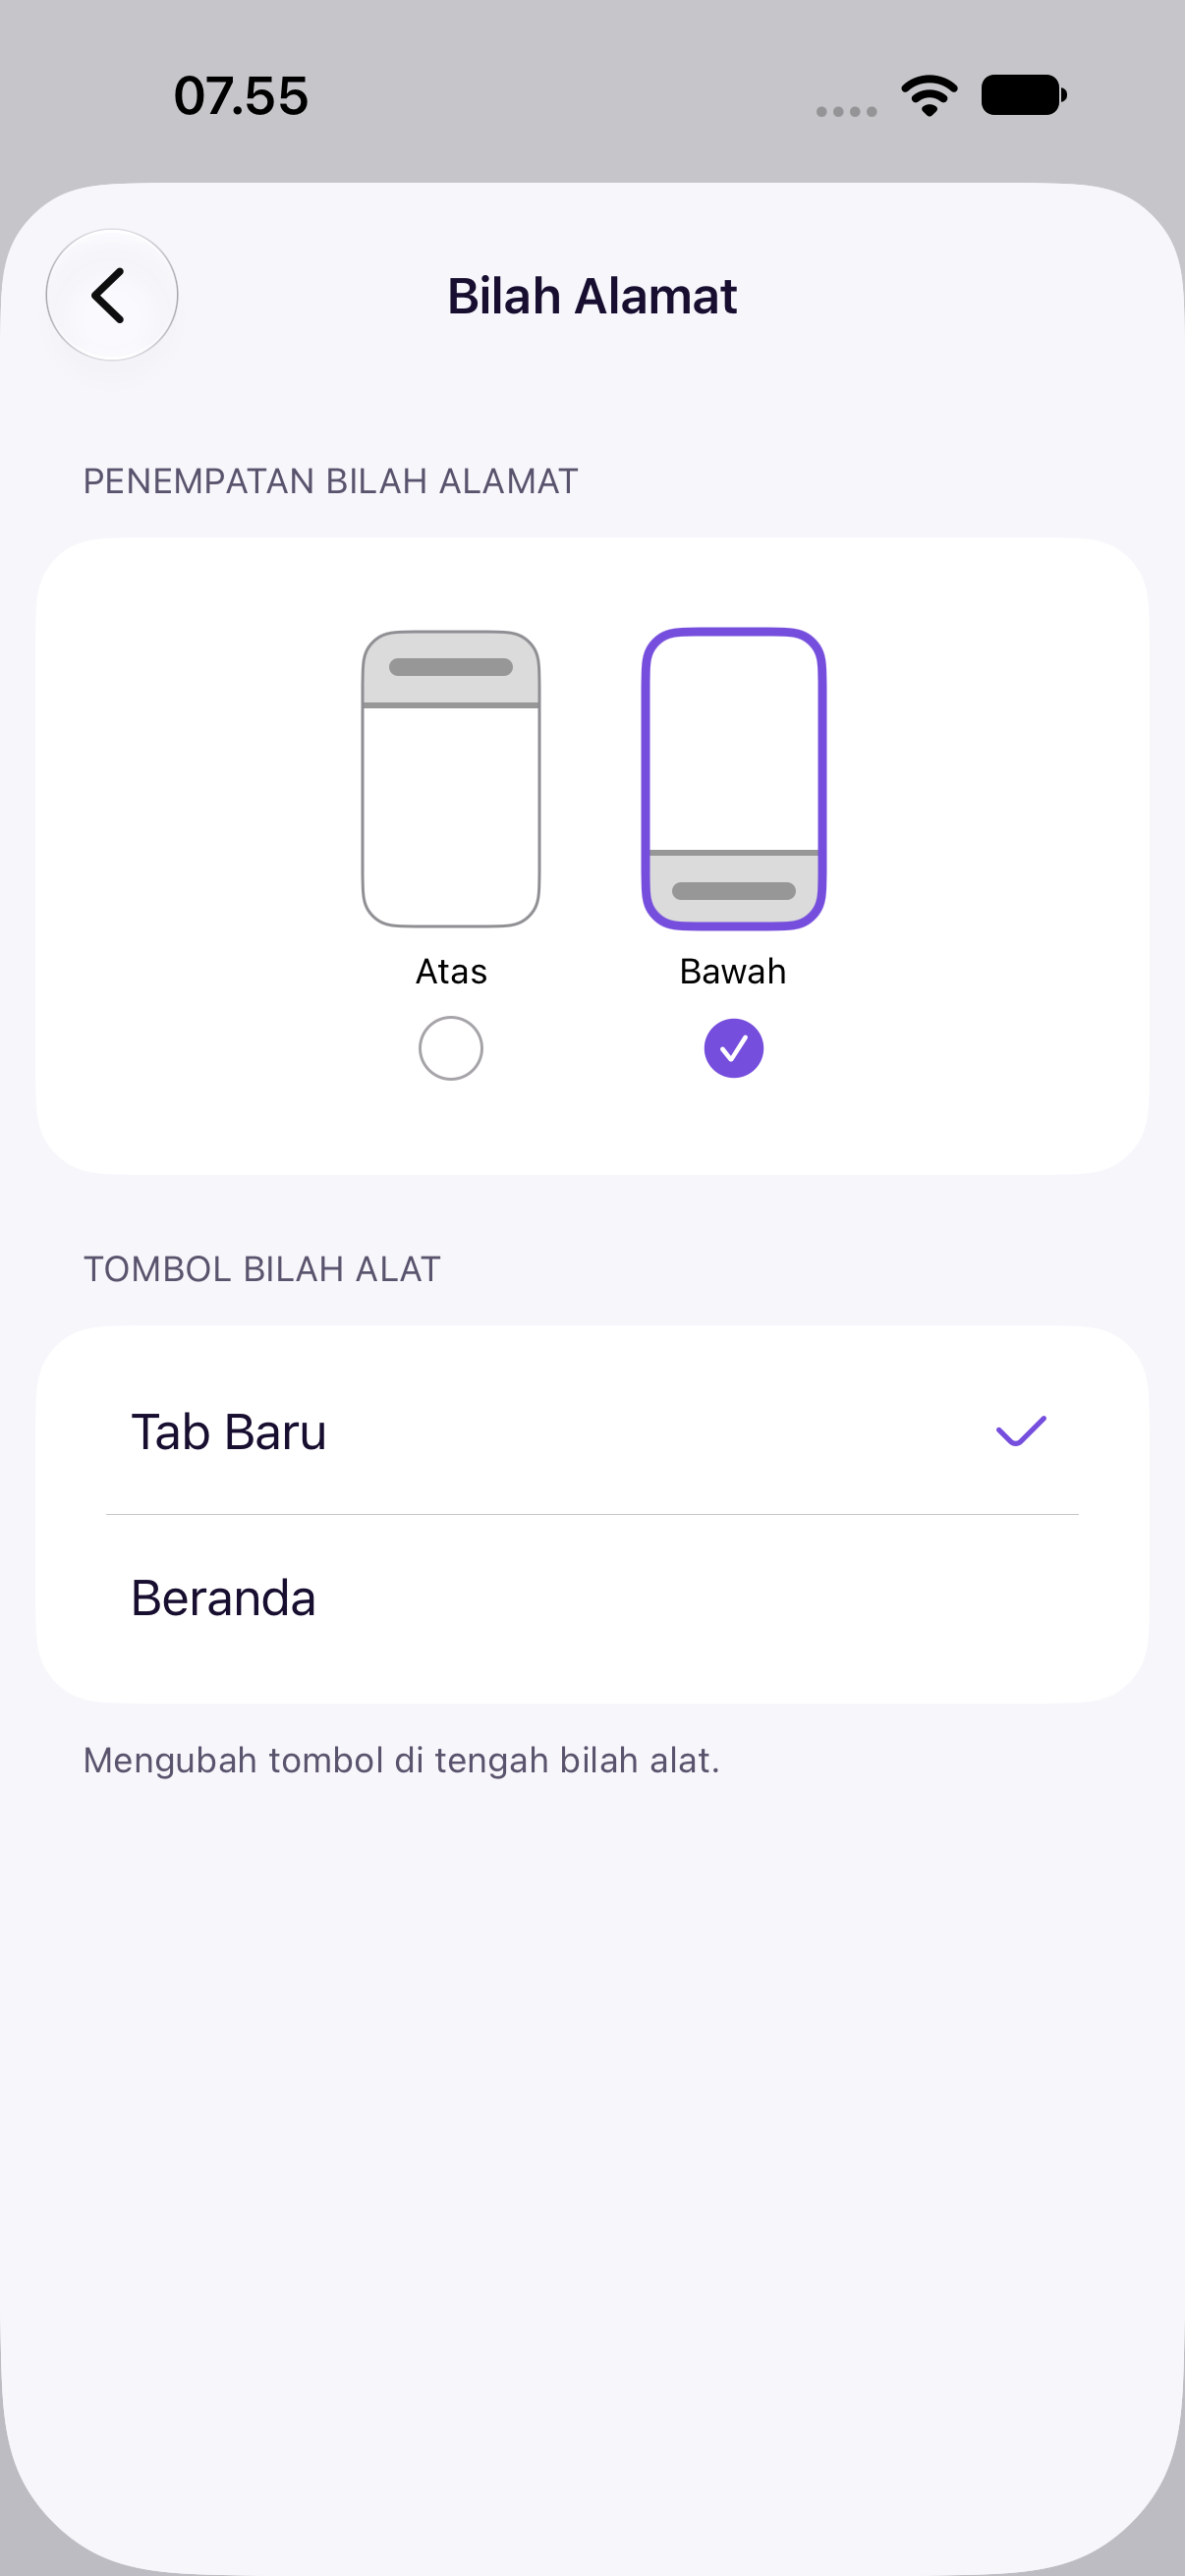 07.55
Bilah Alamat
PENEMPATAN BILAH ALAMAT
Atas
Bawah
TOMBOL BILAH ALAT
Tab Baru
Beranda
Mengubah tombol di tengah bilah alat.